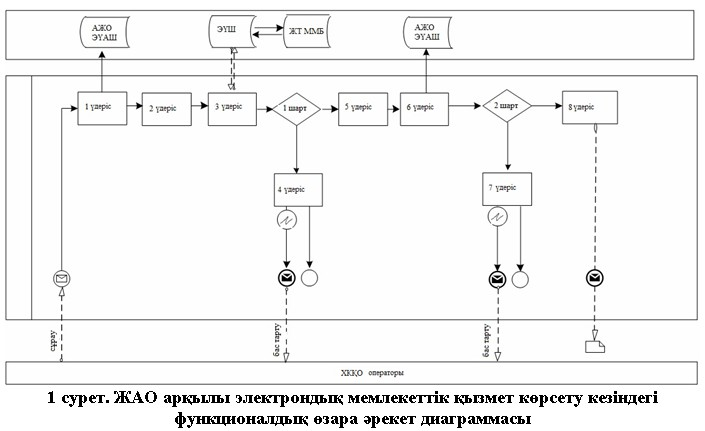 АЖО
ЭҮАШ
ЭҮШ
ЖТ ММБ
АЖО
ЭҮАШ
1 үдеріс
2 үдеріс
3 үдеріс
1 шарт
5 үдеріс
6 үдеріс
2 шарт
8 үдеріс
4 үдеріс
7 үдеріс
сұрау
бас тарту
бас тарту
ХҚКО операторы
1 сурет. ЖАО арқылы электрондық мемлекеттік қызмет көрсету кезіндегі
функционалдық өзара әрекет диаграммасы